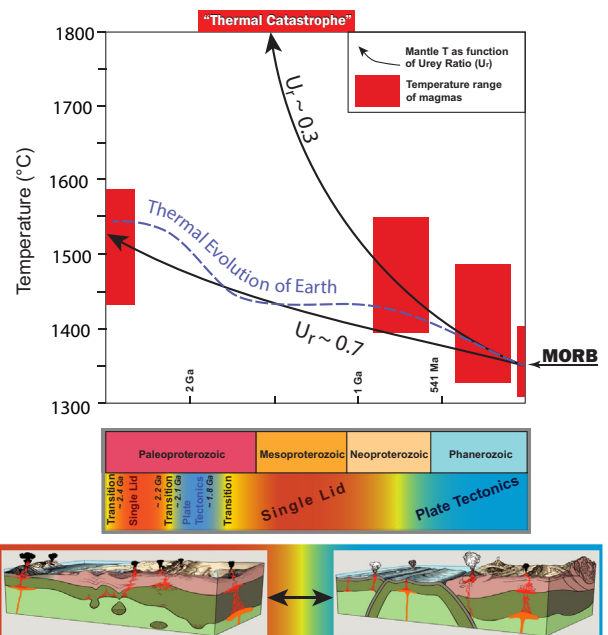 "Thermal Catastrophe"
1800
1700
1600
1500
1400
1300
Temperature (°C)
Mantle T as function
of Urey Ratio (Ur)
Temperature range
of magmas
Ur ~ 0.3
Thermal Evolution of Earth
Ur ~ 0.7
MORB
2 Ga
1 Ga
541 Ma
Paleoproterozoic
Mesoproterozoic
Neoproterozoic
Phanerozoic
Transition
~ 2.4 Ga
Single Lid
~ 2.2 Ga
Transition
~ 2.1 Ga
Plate
Tectonics
~ 1.8 Ga
Transition
Single Lid
Plate Tectonics